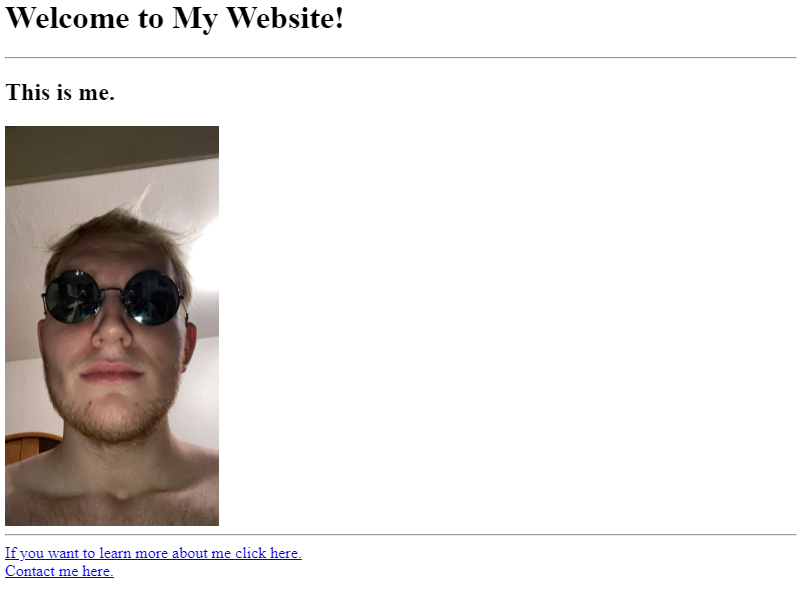 Welcome to My Website!
This is me.
If you want to learn more about me click here.
Contact me here.